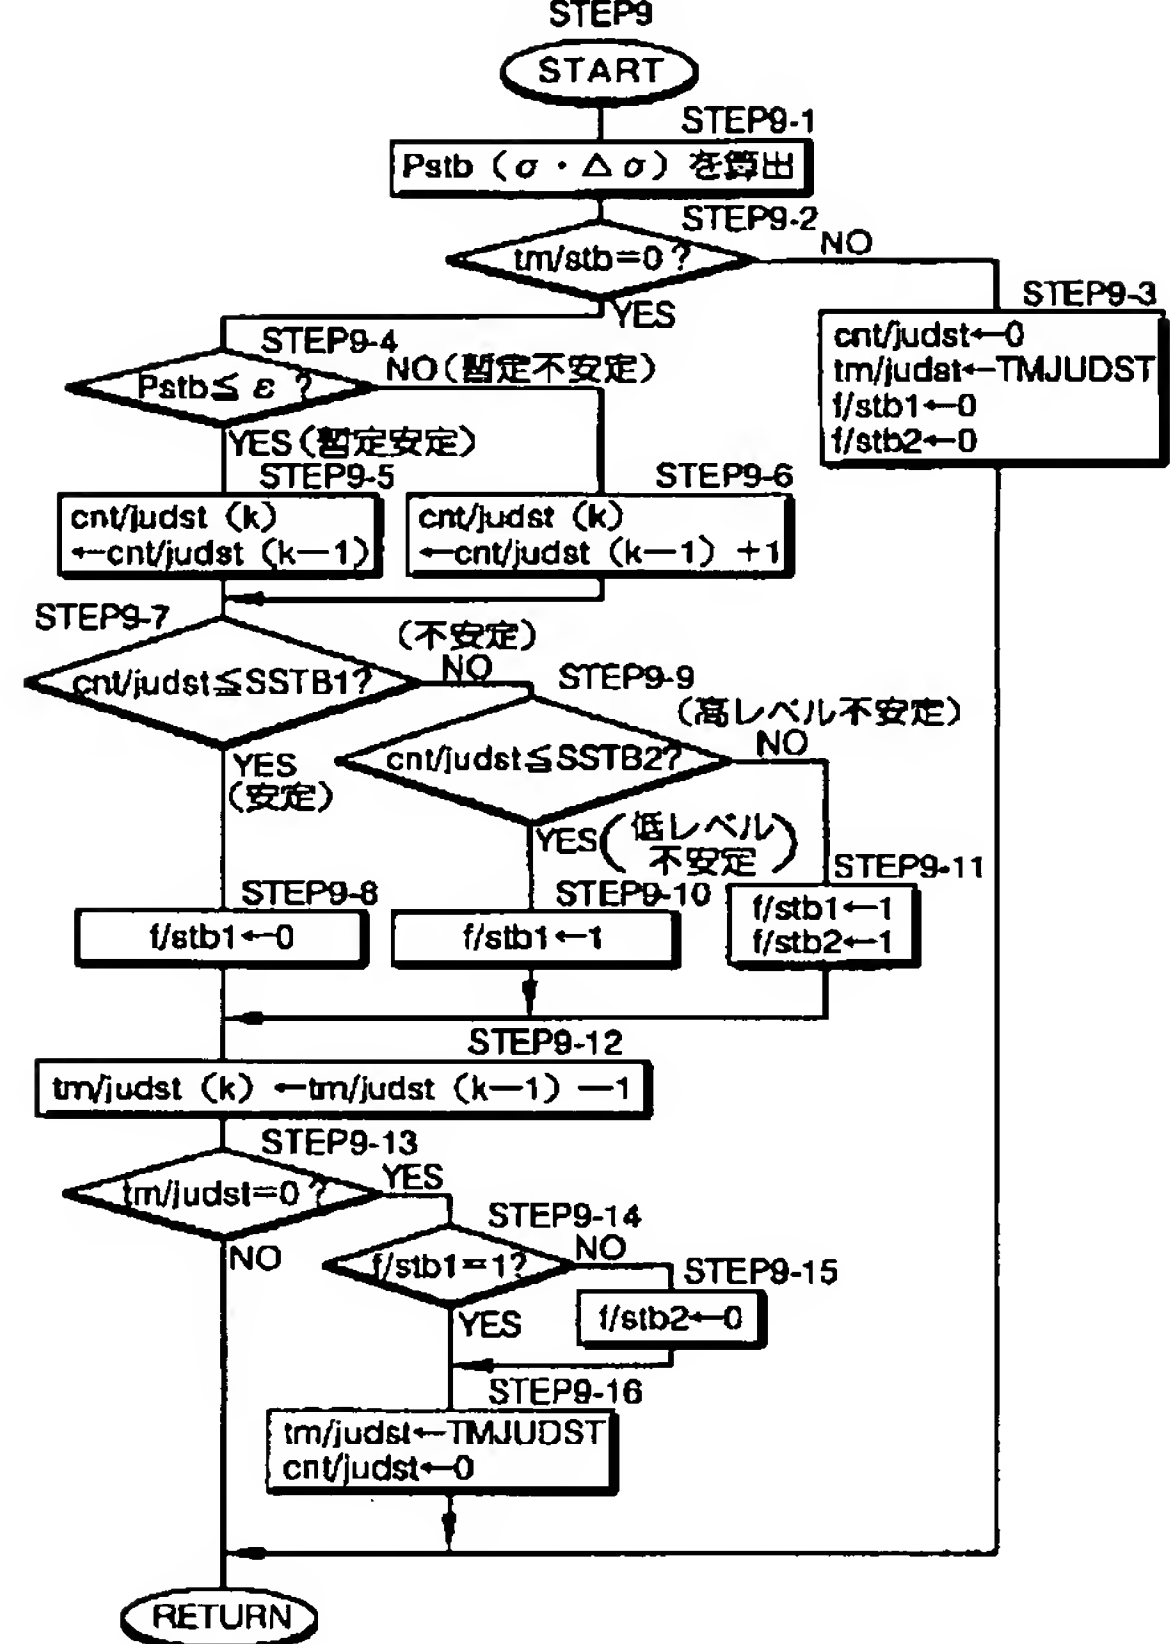 STEP9
START
STEP9-1
Pstb (σ・△σ) を算出
STEP9-2
tm/stb=0?
NO
YES
STEP9-3
cnt/judst←0
tm/judst←TMJUDST
f/stb1←0
f/stb2←0
STEP9-4
Pstb≦ε?
NO(暫定不安定)
YES(暫定安定)
STEP9-5
cnt/judst (k)
←cnt/judst (k−1)
STEP9-6
cnt/judst (k)
←cnt/judst (k−1) +1
STEP9-7
cnt/judst≦SSTB1?
(不安定)
NO
YES
(安定)
STEP9-9
cnt/judst≦SSTB2?
(高レベル不安定)
NO
YES(低レベル
不安定)
STEP9-8
f/stb1←0
STEP9-10
f/stb1←1
STEP9-11
f/stb1←1
f/stb2←1
STEP9-12
tm/judst (k) ←tm/judst (k−1) −1
STEP9-13
tm/judst=0?
YES
NO
STEP9-14
f/stb1=1?
NO
YES
STEP9-15
f/stb2←0
STEP9-16
tm/judst←TMJUDST
cnt/judst←0
RETURN